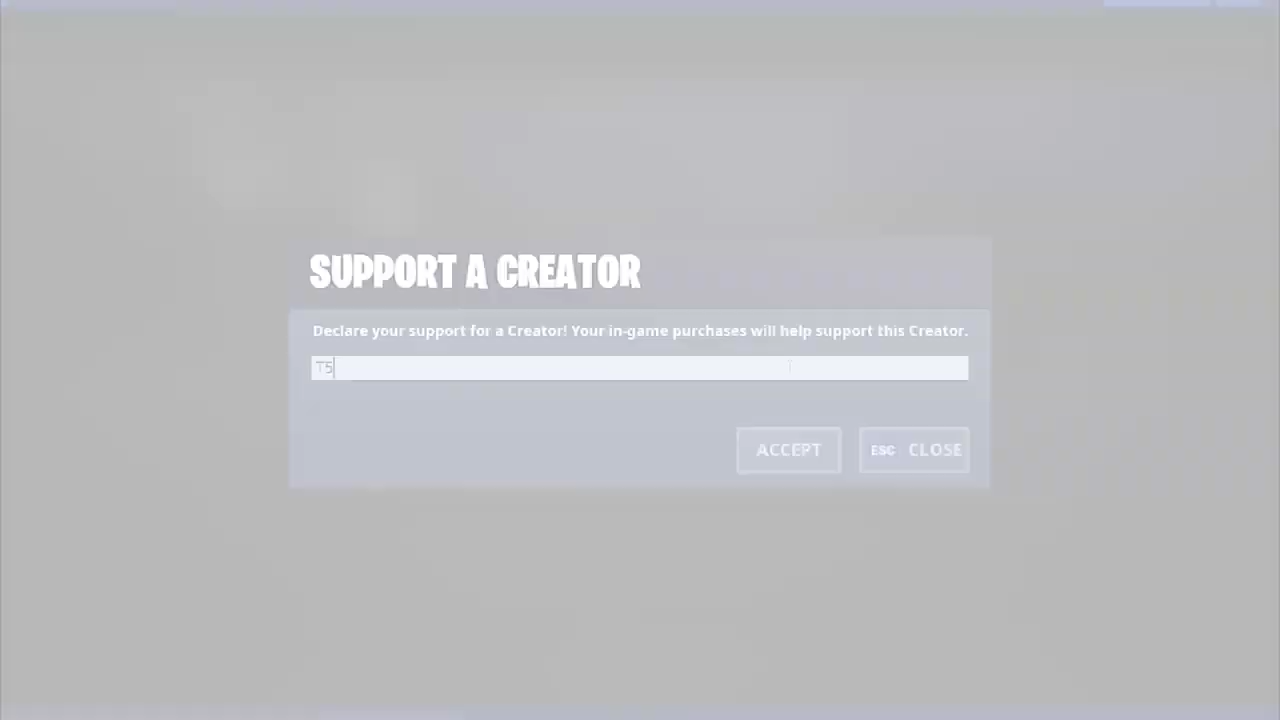 SUPPORT A CREATOR
Declare your support for a Creator! Your in-game purchases will help support this Creator.
T5
ACCEPT
ESC CLOSE